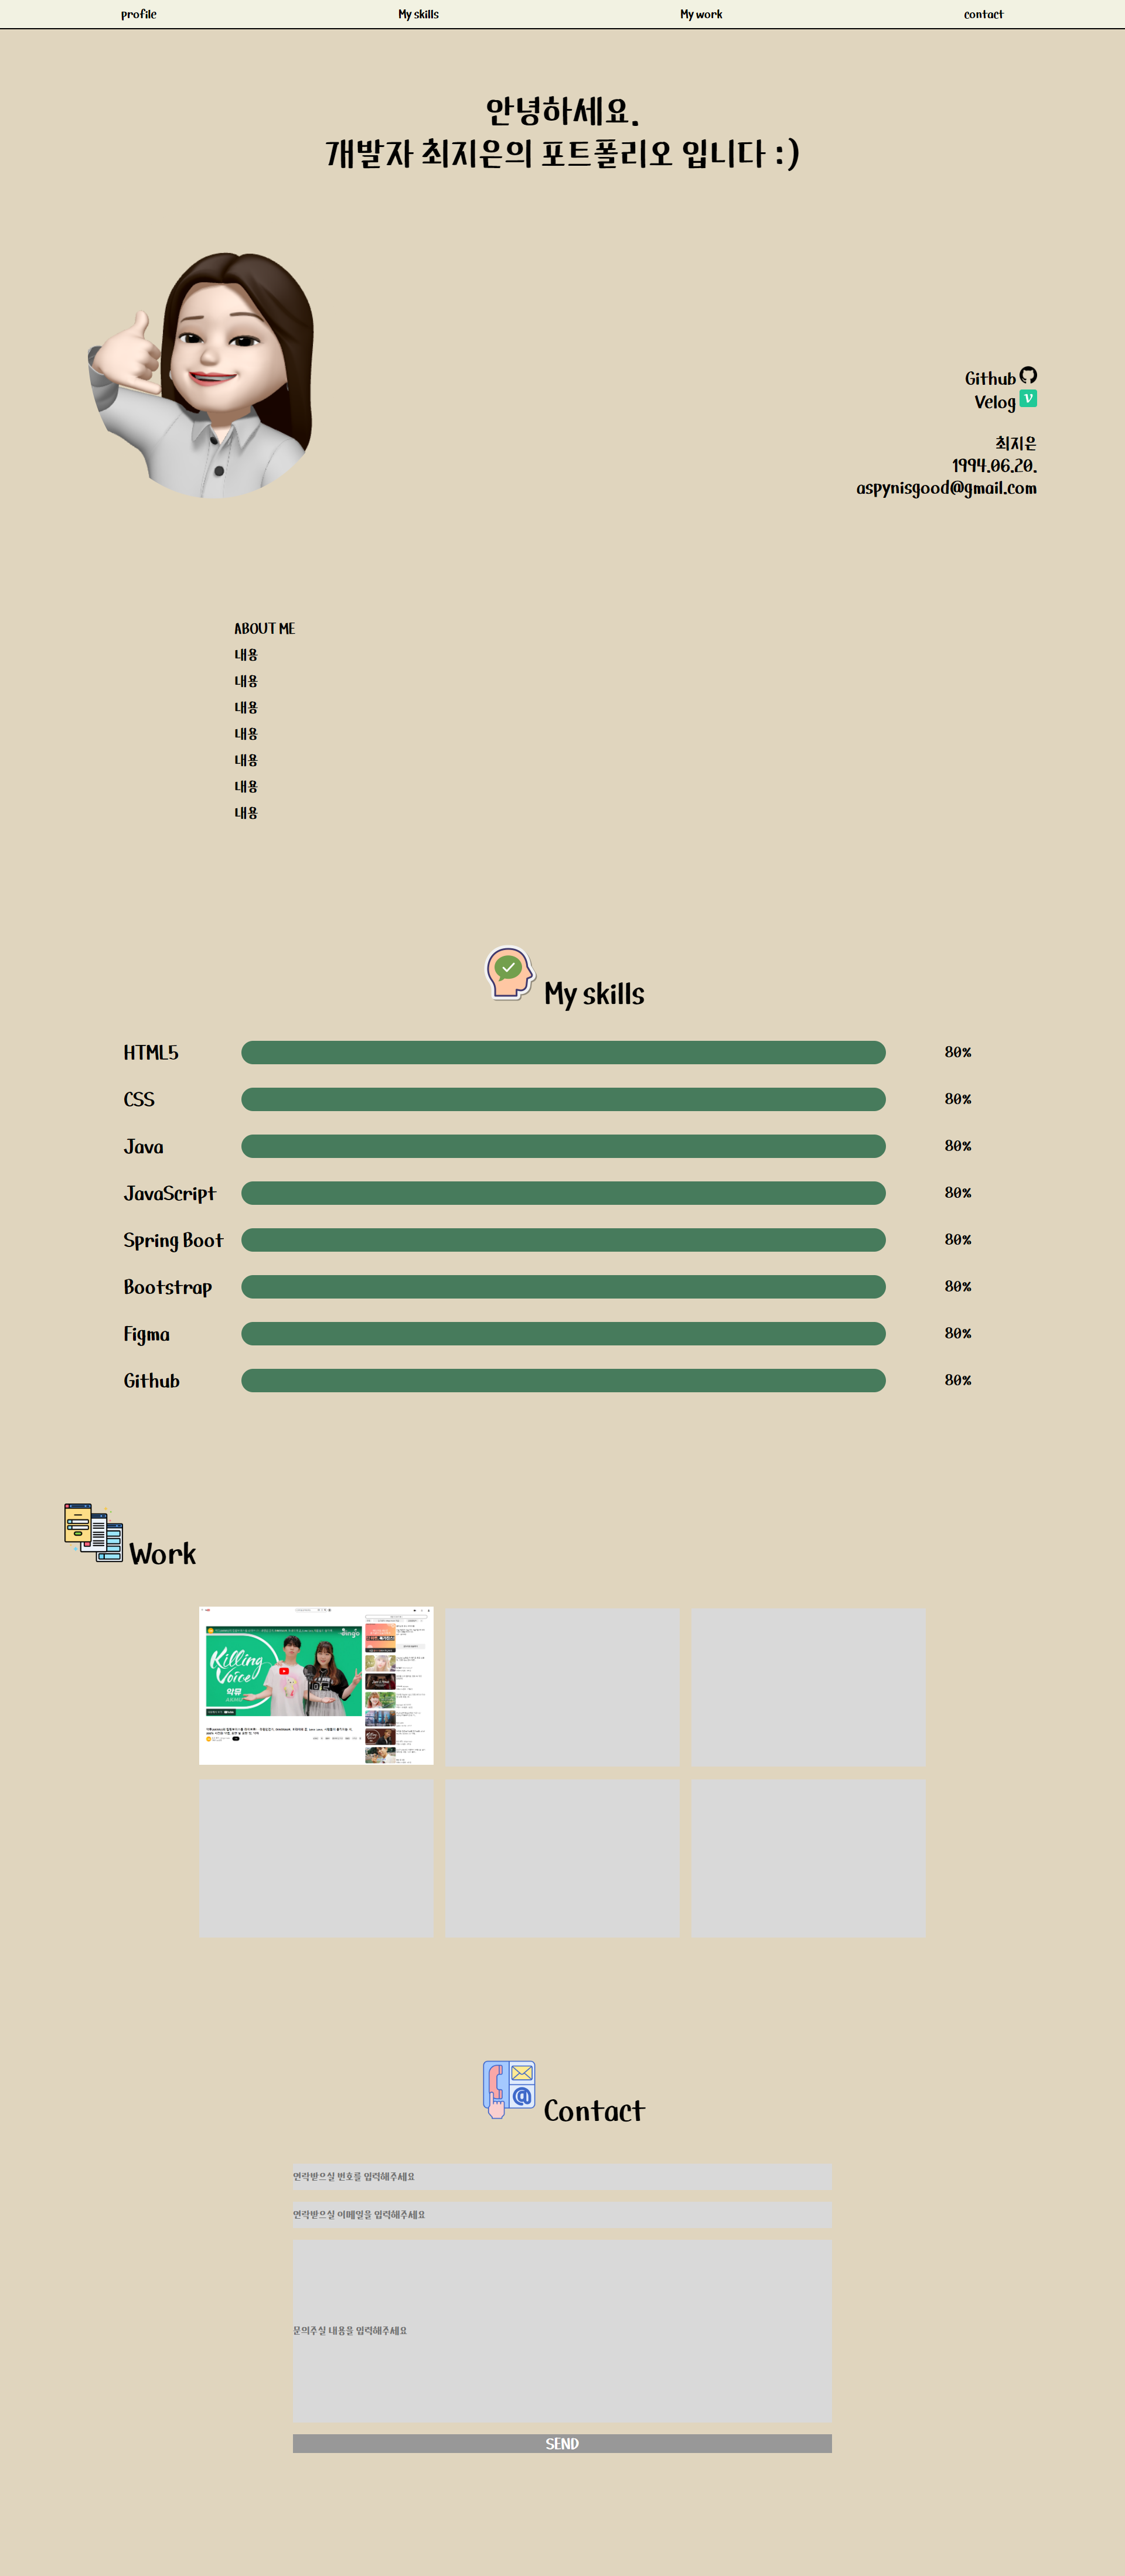 profile
My skills
My work
contact
안녕하세요.
개발자 최지은의 포트폴리오 입니다 :)
Github
Velog
최지은
1994.06.20.
aspynisgood@gmail.com
ABOUT ME
내용
내용
내용
내용
내용
내용
내용
My skills
HTML5 80%
CSS 80%
Java 80%
JavaScript 80%
Spring Boot 80%
Bootstrap 80%
Figma 80%
Github 80%
Work
dingo
Killing
Voice
악뮤
AKMU
Contact
연락받으실 번호를 입력해주세요
연락받으실 이메일을 입력해주세요
문의주실 내용을 입력해주세요
SEND